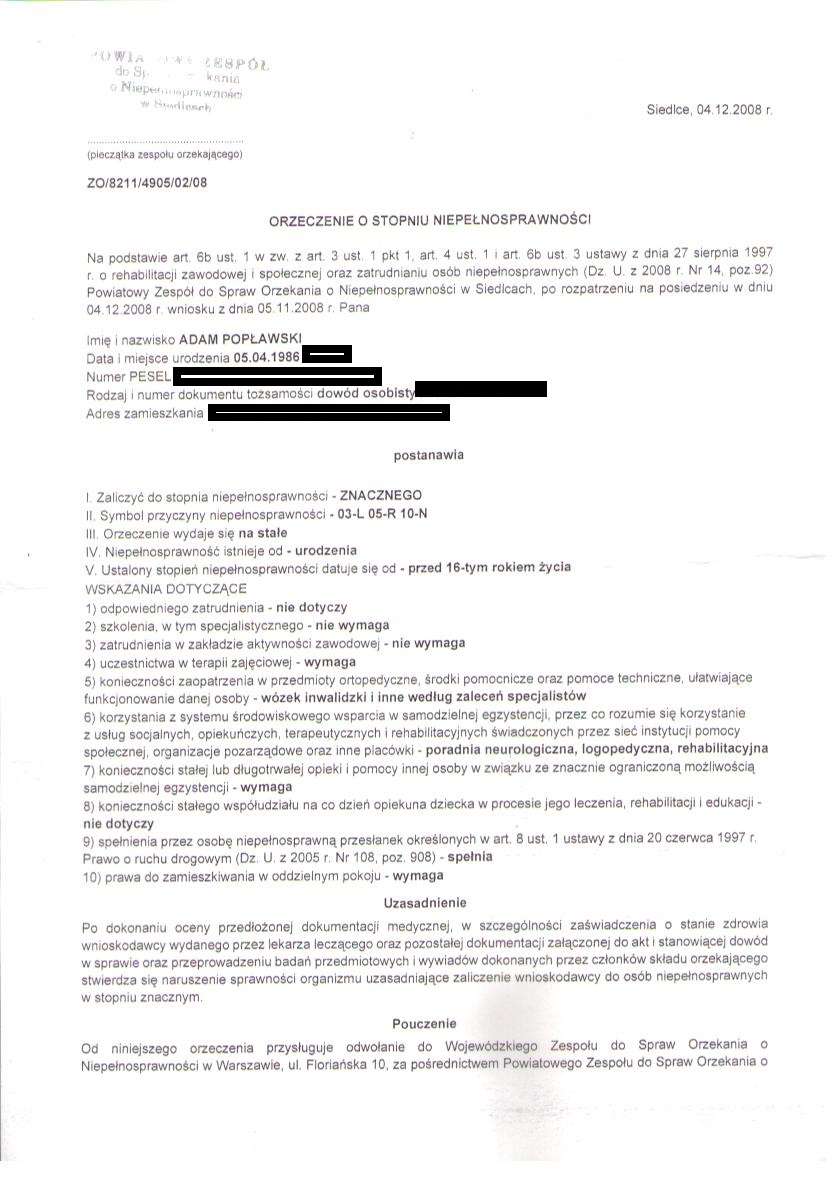 ZESPÓŁ
do Sp
kania
o Niepełnosprawności
w Siedlcach
Siedlce, 04.12.2008 r.
(pieczątka zespołu orzekającego)
ZO/8211/4905/02/08
ORZECZENIE O STOPNIU NIEPEŁNOSPRAWNOŚCI
Na podstawie art. 6b ust. 1 w zw. z art. 3 ust. 1 pkt 1, art. 4 ust. 1 i art. 6b ust. 3 ustawy z dnia 27 sierpnia 1997
r. o rehabilitacji zawodowej i społecznej oraz zatrudnianiu osób niepełnosprawnych (Dz. U. z 2008 r. Nr 14, poz.92)
Powiatowy Zespół do Spraw Orzekania o Niepełnosprawności w Siedlcach, po rozpatrzeniu na posiedzeniu w dniu
04.12.2008 r. wniosku z dnia 05.11.2008 r. Pana
Imię i nazwisko ADAM POPŁAWSKI
Data i miejsce urodzenia 05.04.1986
Numer PESEL
Rodzaj i numer dokumentu tożsamości dowód osobisty
Adres zamieszkania
postanawia
I. Zaliczyć do stopnia niepełnosprawności - ZNACZNEGO
II. Symbol przyczyny niepełnosprawności - 03-L 05-R 10-N
III. Orzeczenie wydaje się na stałe
IV. Niepełnosprawność istnieje od - urodzenia
V. Ustalony stopień niepełnosprawności datuje się od - przed 16-tym rokiem życia
WSKAZANIA DOTYCZĄCE
1) odpowiedniego zatrudnienia - nie dotyczy
2) szkolenia, w tym specjalistycznego - nie wymaga
3) zatrudnienia w zakładzie aktywności zawodowej - nie wymaga
4) uczestnictwa w terapii zajęciowej - wymaga
5) konieczności zaopatrzenia w przedmioty ortopedyczne, środki pomocnicze oraz pomoce techniczne, ułatwiające
funkcjonowanie danej osoby - wózek inwalidzki i inne według zaleceń specjalistów
6) korzystania z systemu środowiskowego wsparcia w samodzielnej egzystencji, przez co rozumie się korzystanie
z usług socjalnych, opiekuńczych, terapeutycznych i rehabilitacyjnych świadczonych przez sieć instytucji pomocy
społecznej, organizacje pozarządowe oraz inne placówki - poradnia neurologiczna, logopedyczna, rehabilitacyjna
7) konieczności stałej lub długotrwałej opieki i pomocy innej osoby w związku ze znacznie ograniczoną możliwością
samodzielnej egzystencji - wymaga
8) konieczności stałego współudziału na co dzień opiekuna dziecka w procesie jego leczenia, rehabilitacji i edukacji -
nie dotyczy
9) spełnienia przez osobę niepełnosprawną przesłanek określonych w art. 8 ust. 1 ustawy z dnia 20 czerwca 1997 r.
Prawo o ruchu drogowym (Dz. U. z 2005 r. Nr 108, poz. 908) - spełnia
10) prawa do zamieszkiwania w oddzielnym pokoju - wymaga
Uzasadnienie
Po dokonaniu oceny przedłożonej dokumentacji medycznej, w szczególności zaświadczenia o stanie zdrowia
wnioskodawcy wydanego przez lekarza leczącego oraz pozostałej dokumentacji załączonej do akt i stanowiącej dowód
w sprawie oraz przeprowadzeniu badań przedmiotowych i wywiadów dokonanych przez członków składu orzekającego
stwierdza się naruszenie sprawności organizmu uzasadniające zaliczenie wnioskodawcy do osób niepełnosprawnych
w stopniu znacznym.
Pouczenie
Od niniejszego orzeczenia przysługuje odwołanie do Wojewódzkiego Zespołu do Spraw Orzekania o
Niepełnosprawności w Warszawie, ul. Floriańska 10, za pośrednictwem Powiatowego Zespołu do Spraw Orzekania o